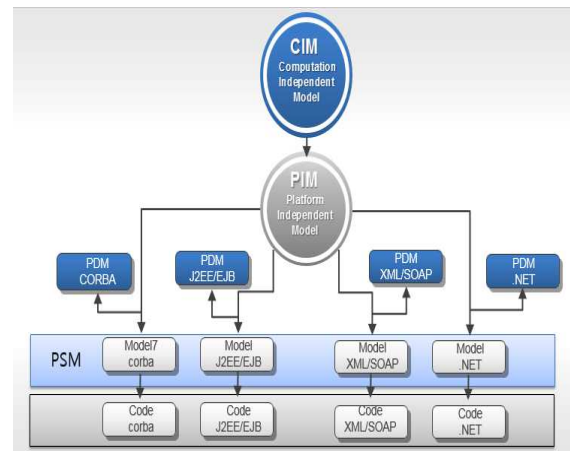 CIM
Computation
Independent
Model
PIM
Platform
Independent
Model
PDM
CORBA
PDM
J2EE/EJB
PDM
XML/SOAP
PDM
.NET
PSM
Model7
corba
Model
J2EE/EJB
Model
XML/SOAP
Model
.NET
Code
corba
Code
J2EE/EJB
Code
XML/SOAP
Code
.NET